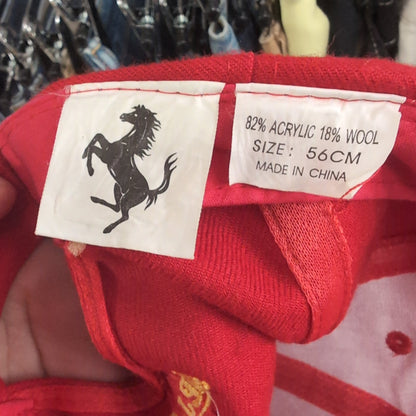 82% ACRYLIC 18% WOOL
SIZE: 56CM
MADE IN CHINA